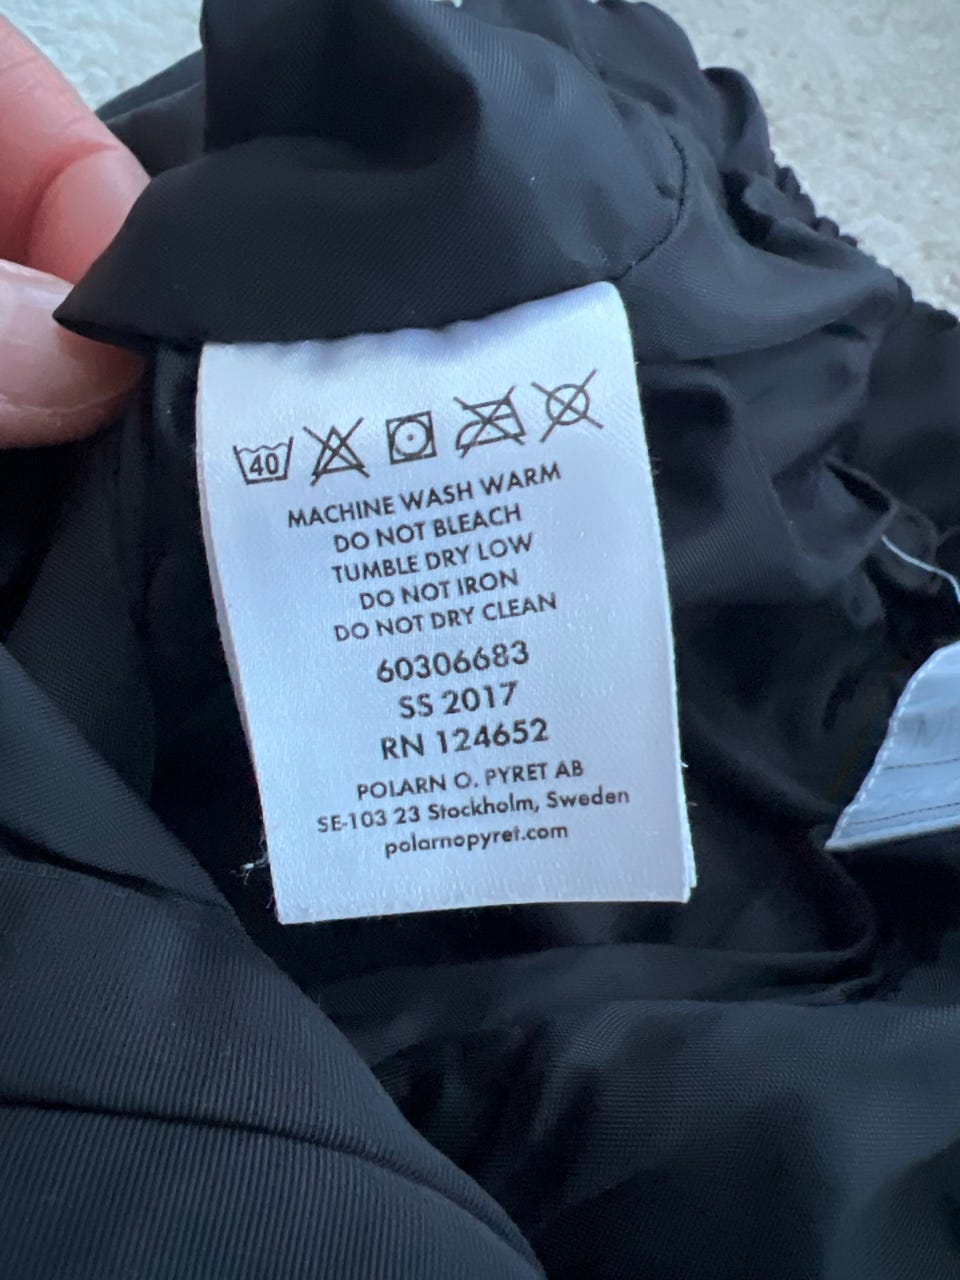 40
MACHINE WASH WARM
DO NOT BLEACH
TUMBLE DRY LOW
DO NOT IRON
DO NOT DRY CLEAN
60306683
SS 2017
RN 124652
POLARN O. PYRET AB
SE-103 23 Stockholm, Sweden
polarnopyret.com